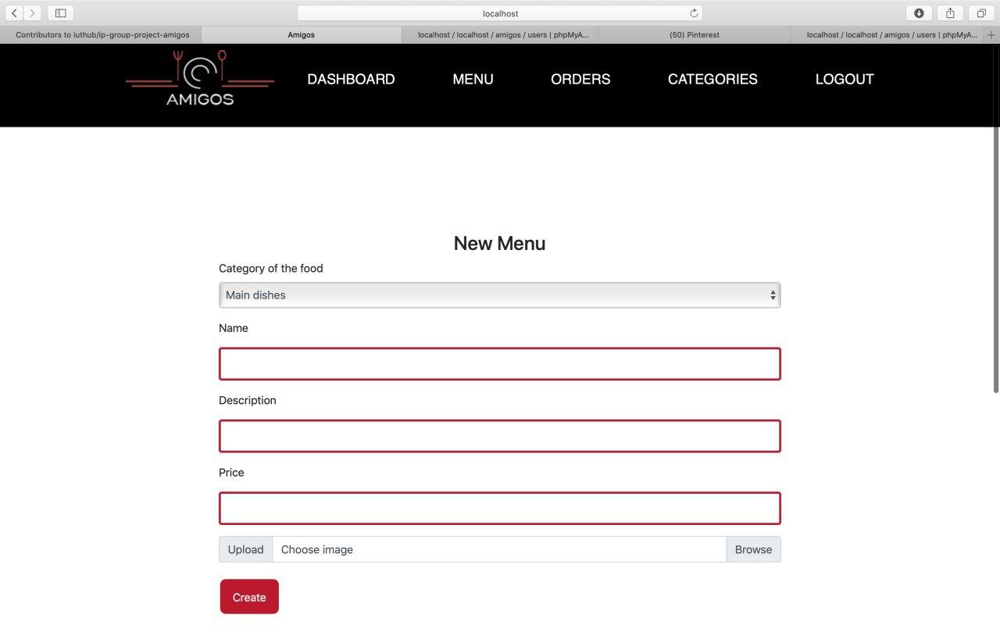 localhost
Contributors to iuthub/ip-group-project-amigos
Amigos
localhost / localhost / amigos / users | phpMyA...
(50) Pinterest
localhost / localhost / amigos / users | phpMyA...
AMIGOS
DASHBOARD
MENU
ORDERS
CATEGORIES
LOGOUT
New Menu
Category of the food
Main dishes
Name
Description
Price
Upload
Choose image
Browse
Create